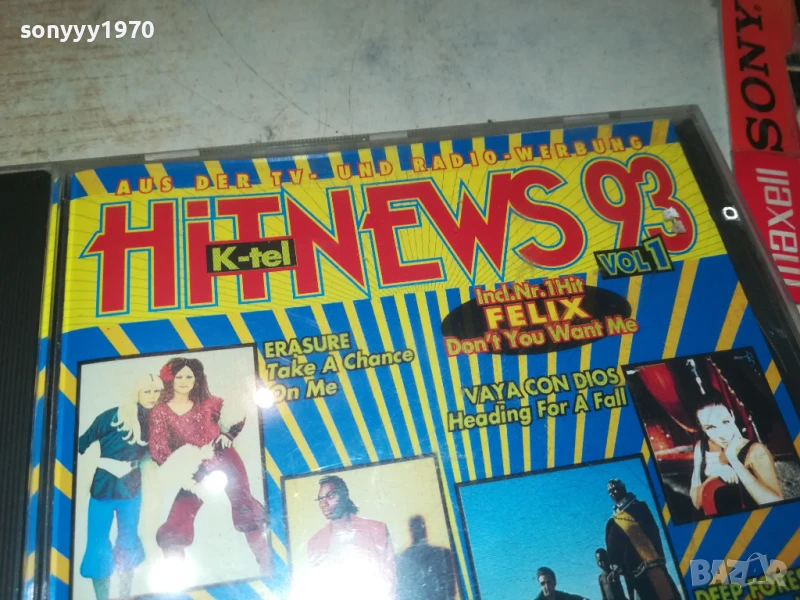 sonyyy1970
AUS DER TV- UND RADIO-WERBUNG
HiTNEWS 93
K-tel
VOL 1
Incl. Nr. 1 Hit
FELIX
Don't You Want Me
ERASURE
Take A Chance
On Me
VAYA CON DIOS
Heading For A Fall
DEEP FOREST
SONY
maxell
BAZAR